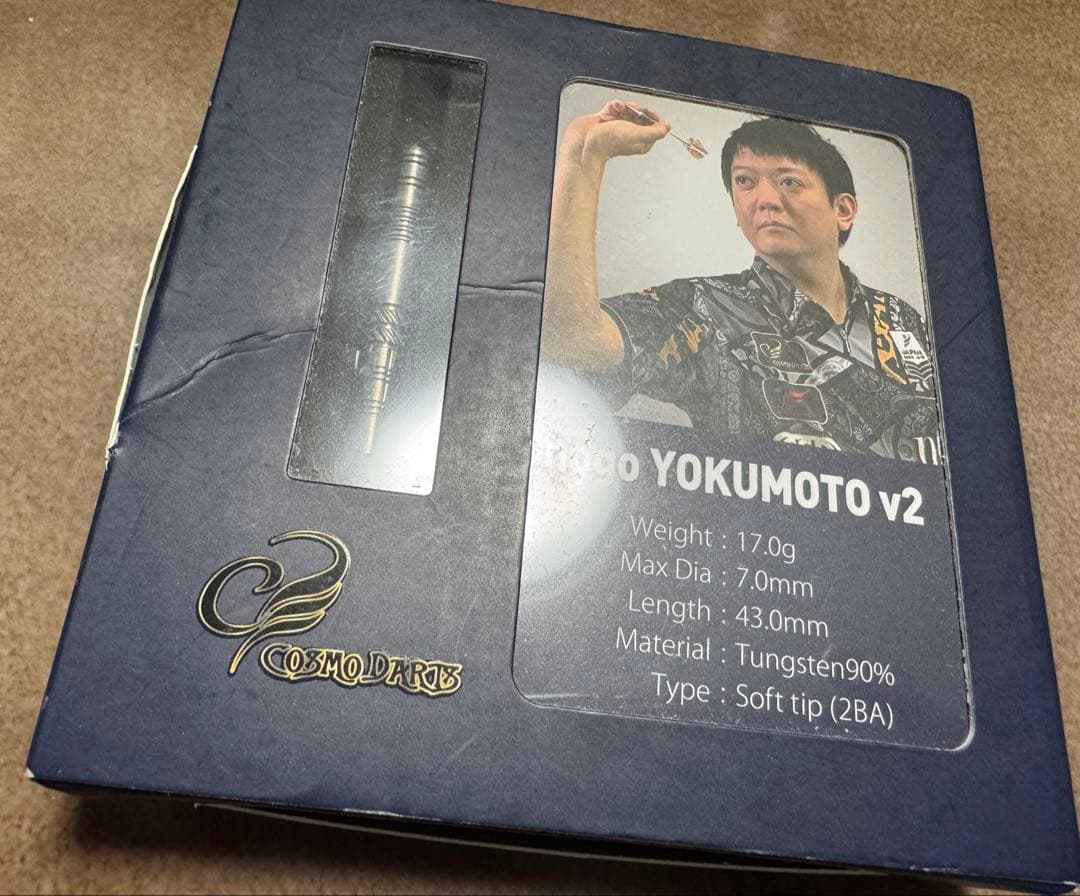 COSMO DARTS
YOKUMOTO v2
Weight : 17.0g
Max Dia : 7.0mm
Length : 43.0mm
Material : Tungsten90%
Type : Soft tip (2BA)